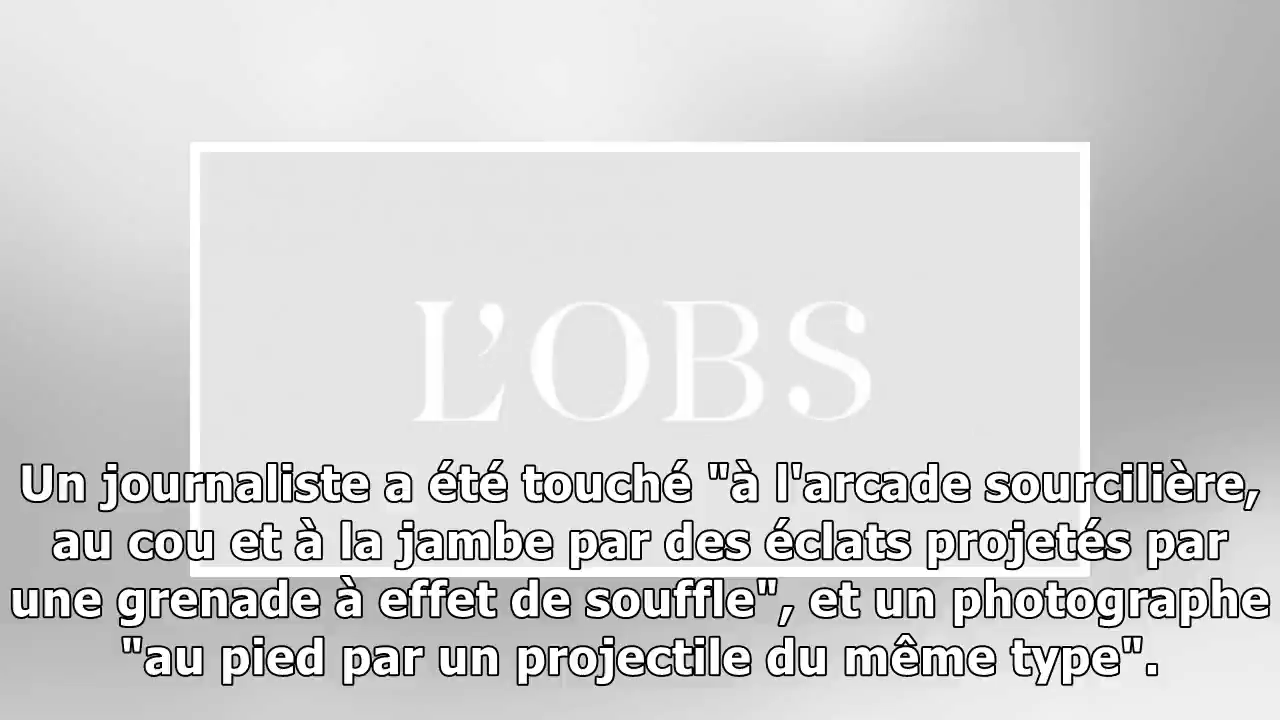 L'OBS
Un journaliste a été touché "à l'arcade sourcilière,
au cou et à la jambe par des éclats projetés par
une grenade à effet de souffle", et un photographe
"au pied par un projectile du même type".